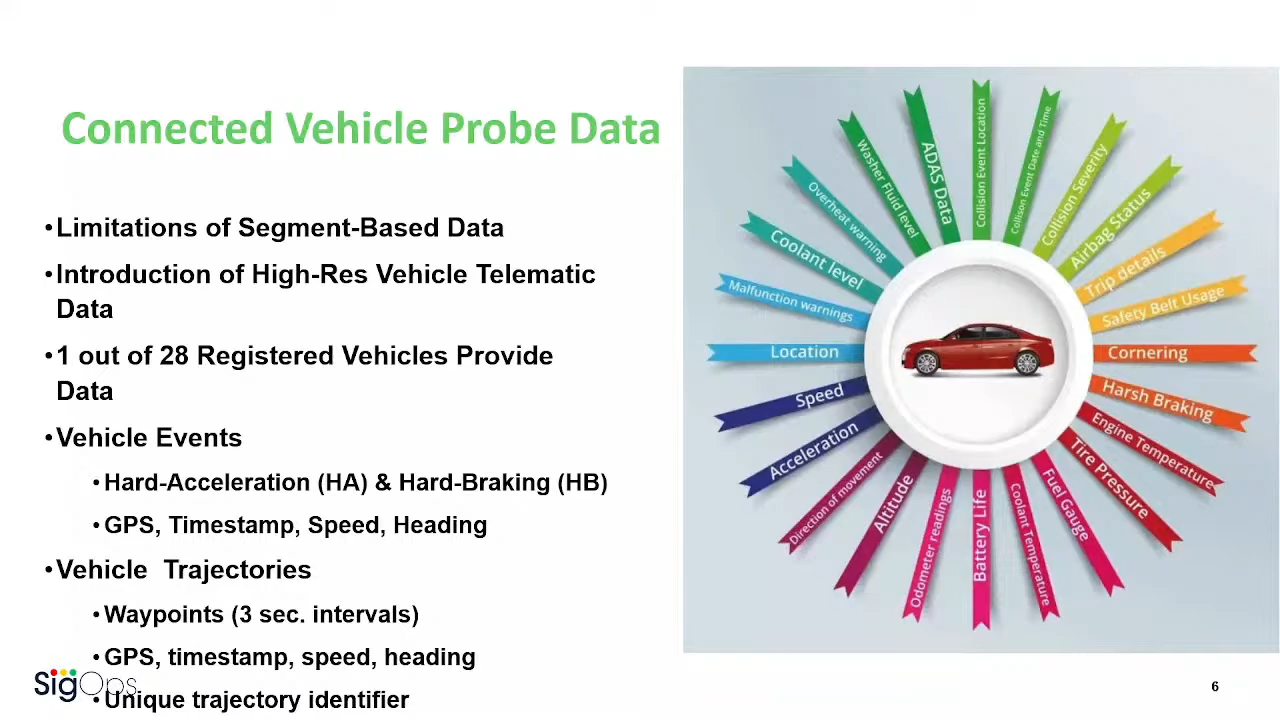 Connected Vehicle Probe Data
•Limitations of Segment-Based Data
•Introduction of High-Res Vehicle Telematic
Data
•1 out of 28 Registered Vehicles Provide
Data
•Vehicle Events
•Hard-Acceleration (HA) & Hard-Braking (HB)
•GPS, Timestamp, Speed, Heading
•Vehicle Trajectories
•Waypoints (3 sec. intervals)
•GPS, timestamp, speed, heading
•Unique trajectory identifier
SigOps
Collision Event Location
Collison Event Date and Time
Collision Severity
Airbag Status
Trip details
Safety Belt Usage
Cornering
Harsh Braking
Engine Temperature
Tire Pressure
Fuel Gauge
Coolant Temperature
Battery Life
Odometer readings
Altitude
Direction of movement
Acceleration
Speed
Location
Malfunction warnings
Coolant level
Overheat warning
Washer Fluid level
ADAS Data
6